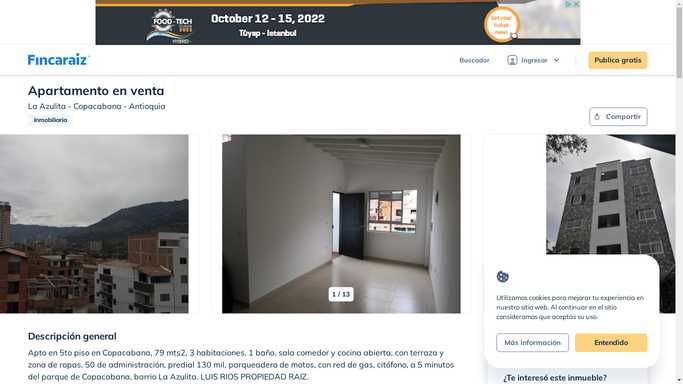 FOOD-TECH
October 12 - 15, 2022
Tüyap - Istanbul
Get your ticket now!
Fincaraiz
Buscador
Ingresar
Publica gratis
Apartamento en venta
La Azulita - Copacabana - Antioquia
Inmobiliaria
Compartir
1 / 13
Utilizamos cookies para mejorar tu experiencia en
nuestro sitio web. Al continuar en el sitio
consideramos que aceptas su uso.
Más información
Entendido
Descripción general
Apto en 5to piso en Copacabana, 79 mts2, 3 habitaciones, 1 baño, sala comedor y cocina abierta, con terraza y
zona de ropas, 50 de administración, predial 130 mil, parqueadero de motos, con red de gas, citófono, a 5 minutos
del parque de Copacabana, barrio La Azulita. LUIS RIOS PROPIEDAD RAIZ.
¿Te interesó este inmueble?